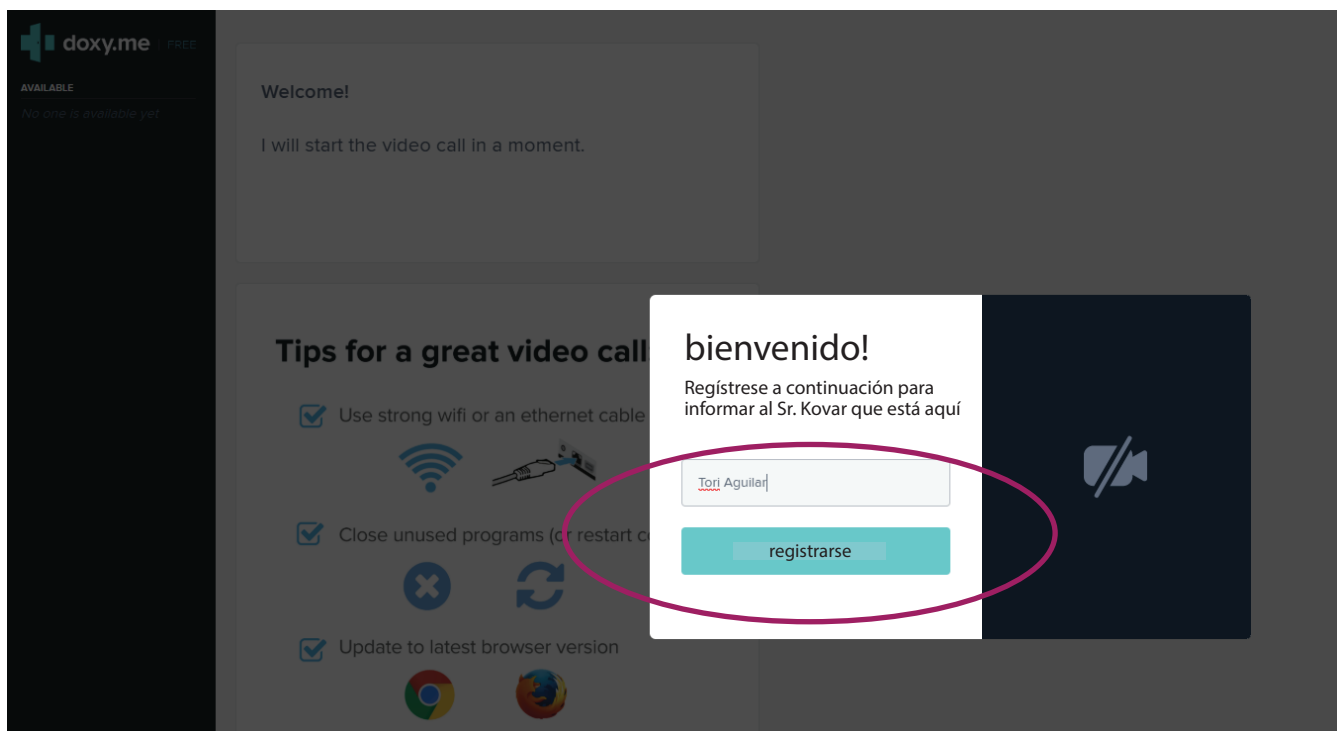 doxy.me FREE
AVAILABLE
No one is available yet
Welcome!
I will start the video call in a moment.
Tips for a great video call
Use strong wifi or an ethernet cable
Close unused programs (or restart
Update to latest browser version
bienvenido!
Regístrese a continuación para
informar al Sr. Kovar que está aquí
Tori Aguilar
registrarse